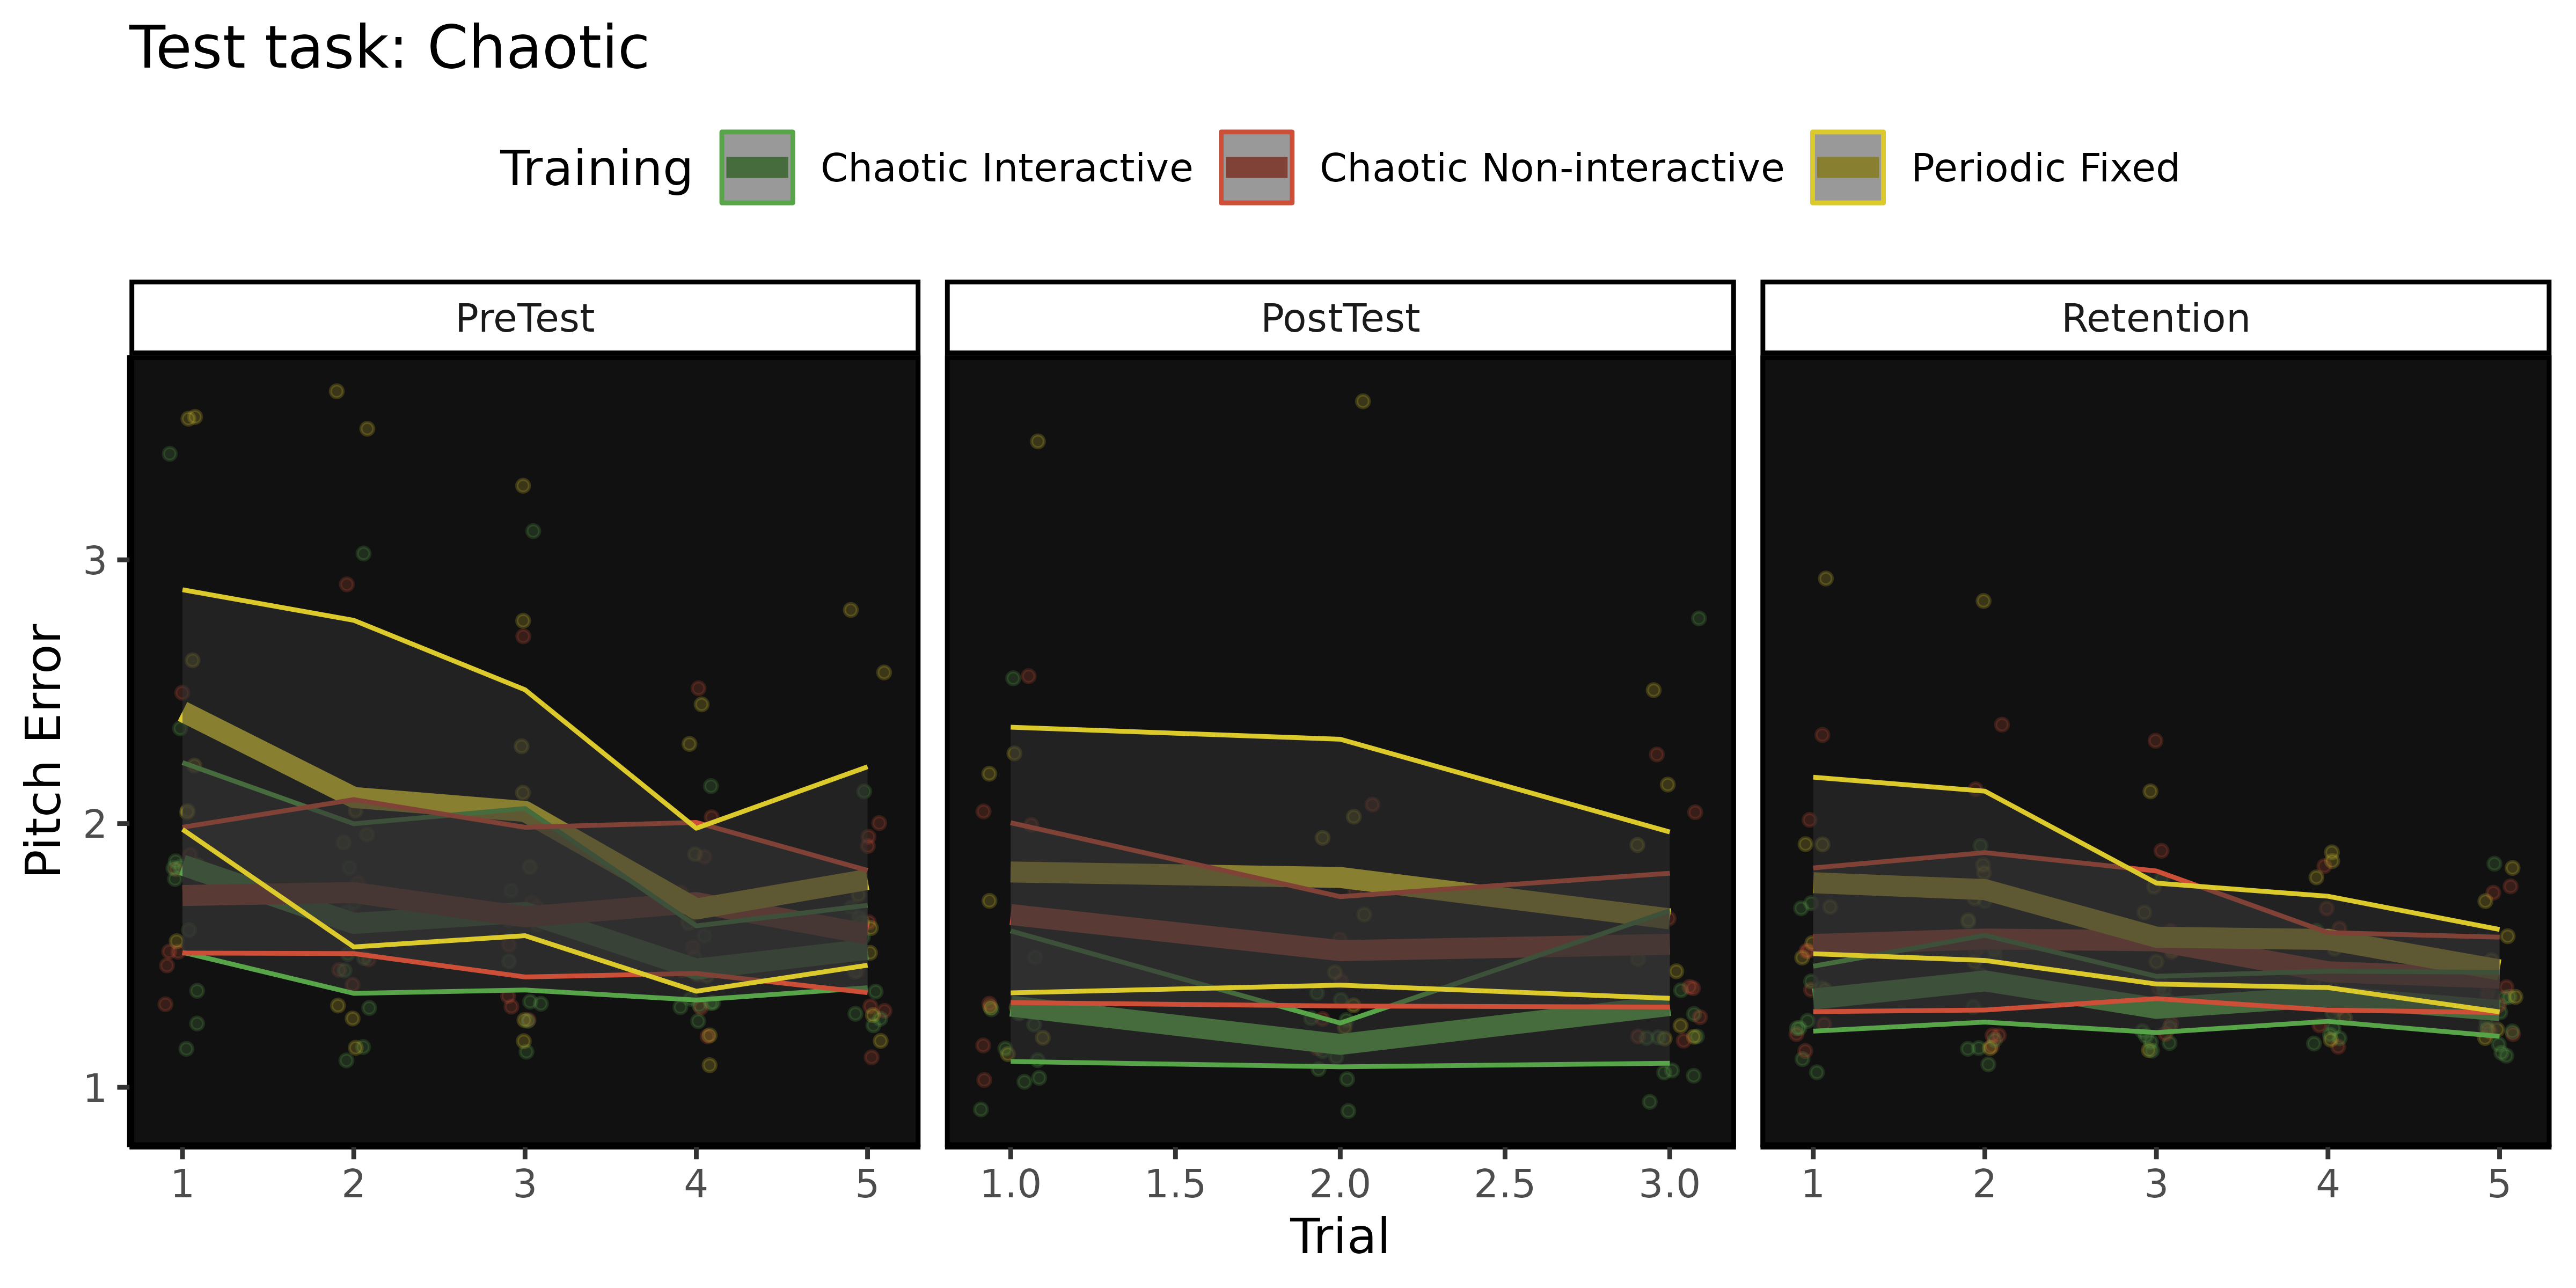 Test task: Chaotic
Training Chaotic Interactive Chaotic Non-interactive Periodic Fixed
PreTest PostTest Retention
Pitch Error
3
2
1
1 2 3 4 5 1.0 1.5 2.0 2.5 3.0 1 2 3 4 5
Trial